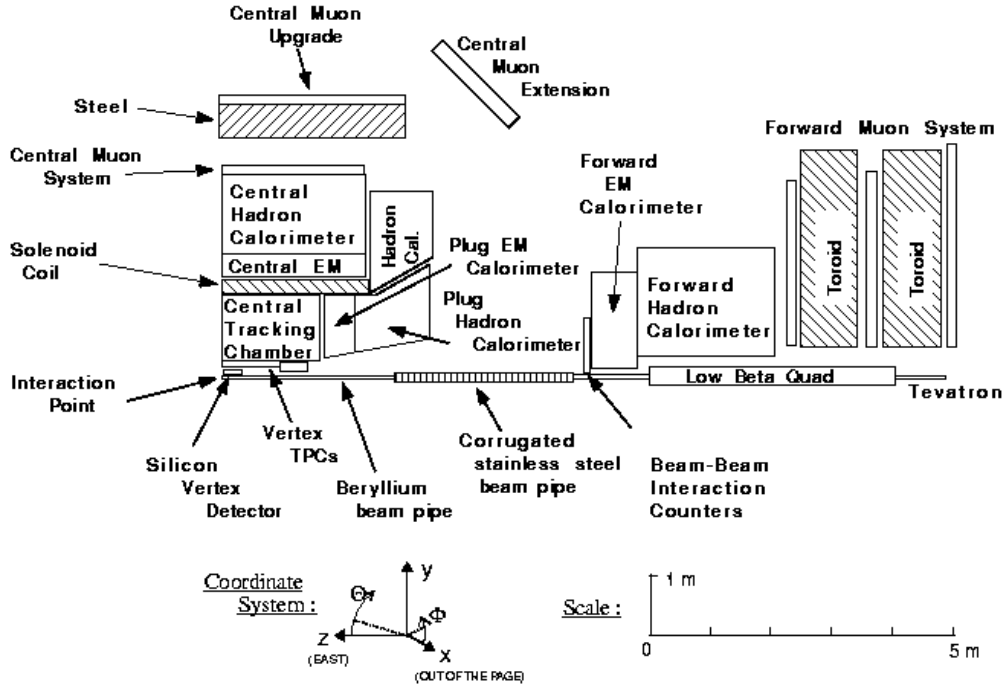 Central Muon
Upgrade
Central
Muon
Extension
Steel
Forward Muon System
Central Muon
System
Forward
EM
Calorimeter
Central
Hadron
Calorimeter
Hadron
Cal.
Toroid
Toroid
Solenoid
Coil
Plug EM
Calorimeter
Central EM
Central
Tracking
Chamber
Plug
Hadron
Calorimeter
Forward
Hadron
Calorimeter
Interaction
Point
Low Beta Quad
Tevatron
Vertex
TPCs
Silicon
Vertex
Detector
Beryllium
beam pipe
Corrugated
stainless steel
beam pipe
Beam-Beam
Interaction
Counters
Coordinate
System :
Θ
y
Φ
z
(EAST)
x
(OUT OF THE PAGE)
Scale :
1 m
0
5 m